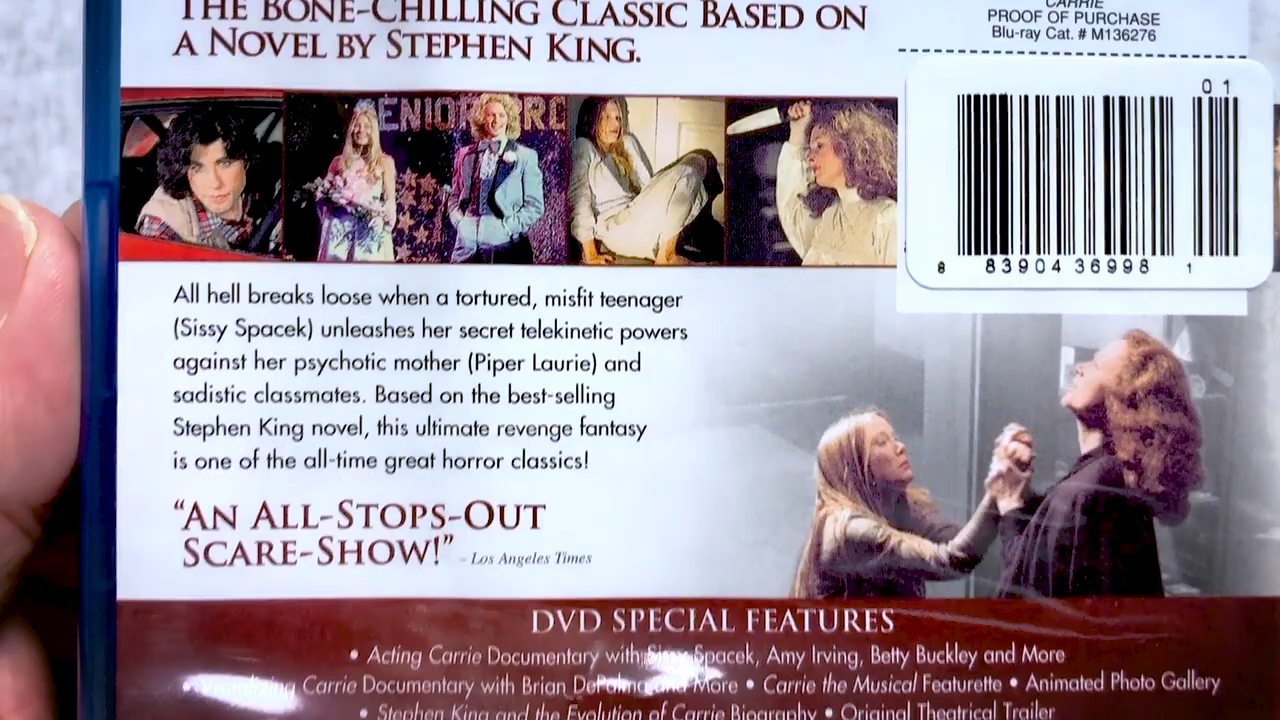 THE BONE-CHILLING CLASSIC BASED ON
A NOVEL BY STEPHEN KING.
CARRIE
PROOF OF PURCHASE
Blu-ray Cat. # M136276
01
8 83904 36998 1
SENIOR PRO
All hell breaks loose when a tortured, misfit teenager
(Sissy Spacek) unleashes her secret telekinetic powers
against her psychotic mother (Piper Laurie) and
sadistic classmates. Based on the best-selling
Stephen King novel, this ultimate revenge fantasy
is one of the all-time great horror classics!
“AN ALL-STOPS-OUT
SCARE-SHOW!” – Los Angeles Times
DVD SPECIAL FEATURES
• Acting Carrie Documentary with Sissy Spacek, Amy Irving, Betty Buckley and More
• Visualizing Carrie Documentary with Brian DePalma and More • Carrie the Musical Featurette • Animated Photo Gallery
• Stephen King and the Evolution of Carrie Biography • Original Theatrical Trailer